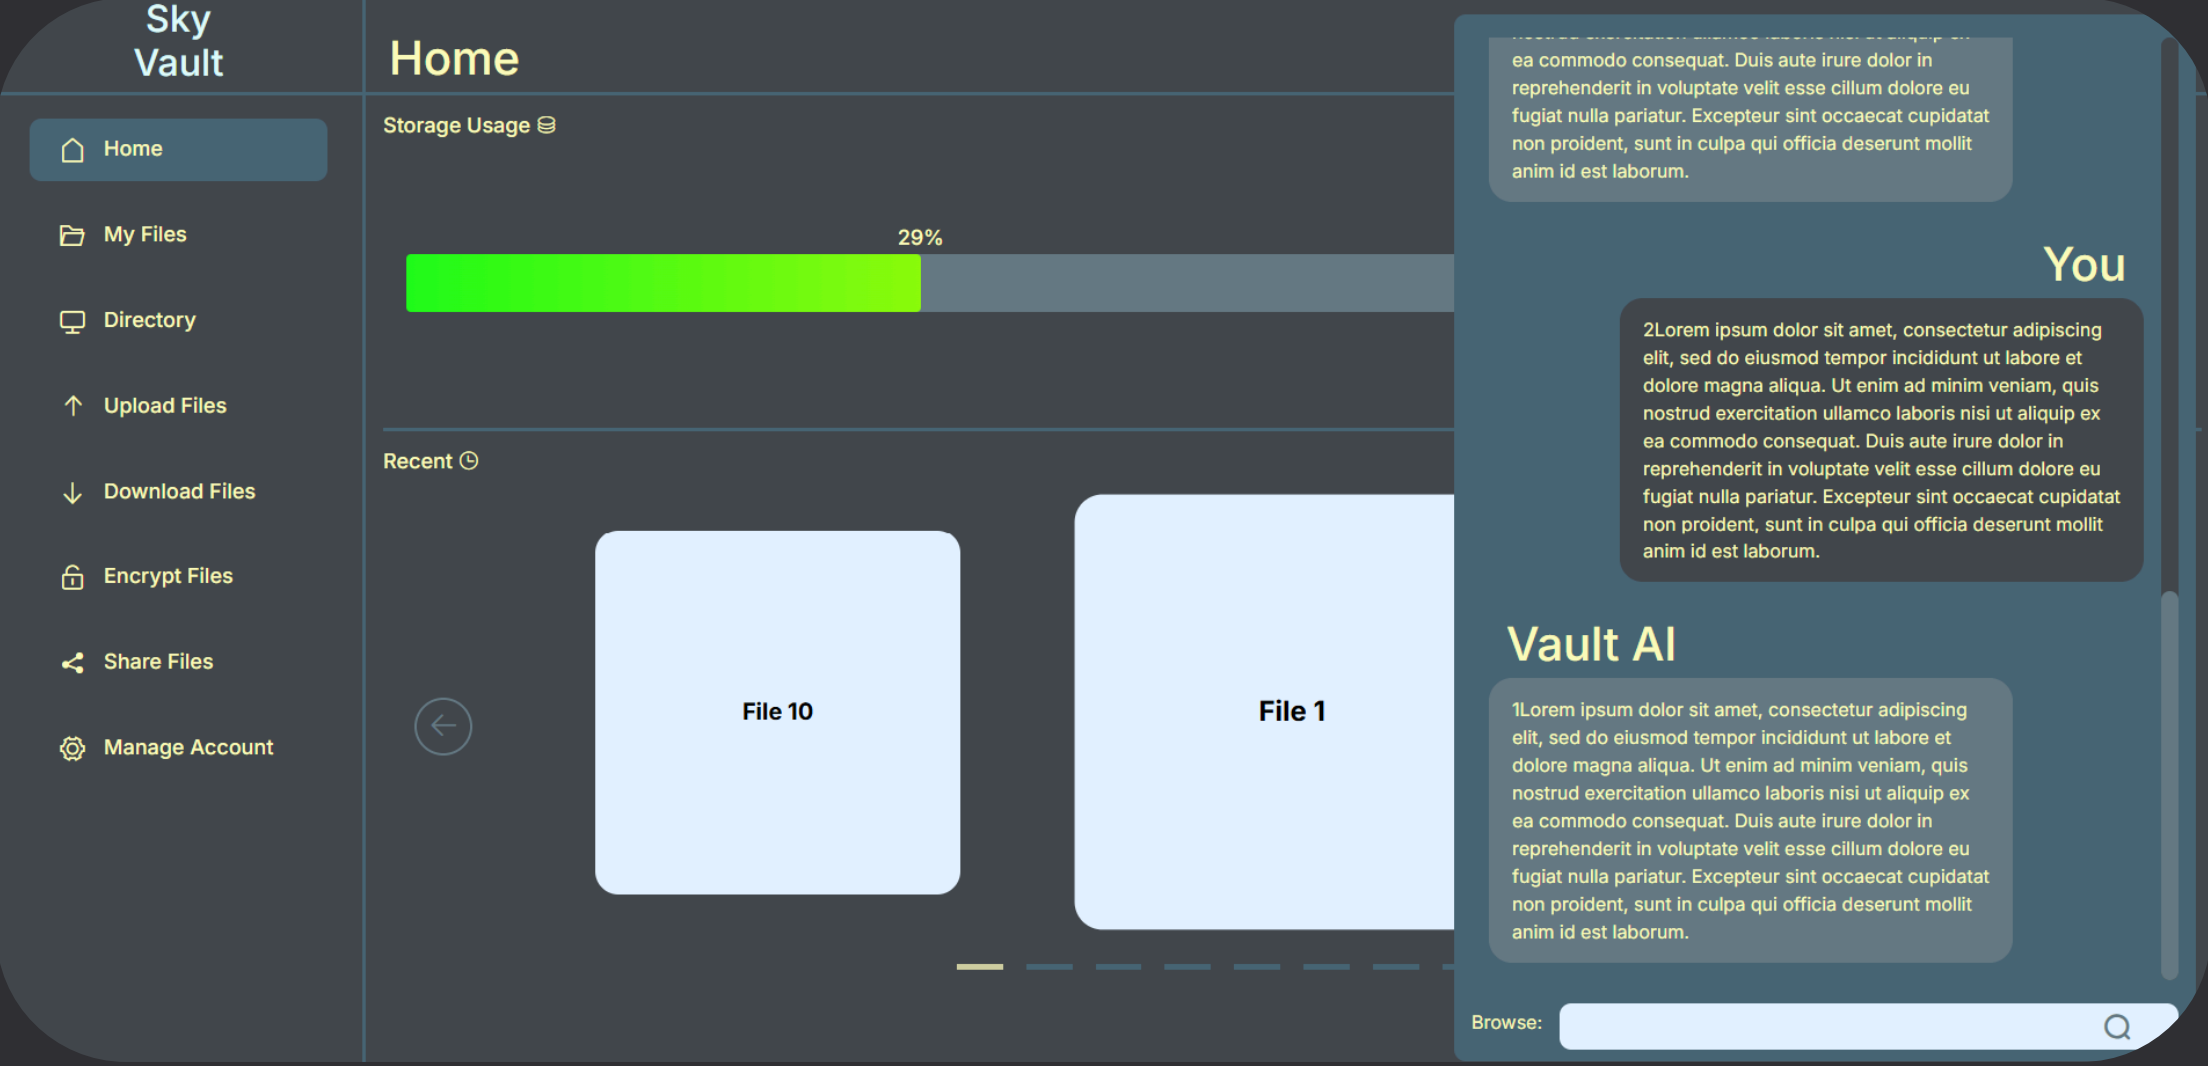 Sky
Vault
Home
My Files
Directory
Upload Files
Download Files
Encrypt Files
Share Files
Manage Account
Home
Storage Usage
29%
Recent
File 10
File 1
nostrud exercitation ullamco laboris nisi ut aliquip ex
ea commodo consequat. Duis aute irure dolor in
reprehenderit in voluptate velit esse cillum dolore eu
fugiat nulla pariatur. Excepteur sint occaecat cupidatat
non proident, sunt in culpa qui officia deserunt mollit
anim id est laborum.
You
2Lorem ipsum dolor sit amet, consectetur adipiscing
elit, sed do eiusmod tempor incididunt ut labore et
dolore magna aliqua. Ut enim ad minim veniam, quis
nostrud exercitation ullamco laboris nisi ut aliquip ex
ea commodo consequat. Duis aute irure dolor in
reprehenderit in voluptate velit esse cillum dolore eu
fugiat nulla pariatur. Excepteur sint occaecat cupidatat
non proident, sunt in culpa qui officia deserunt mollit
anim id est laborum.
Vault AI
1Lorem ipsum dolor sit amet, consectetur adipiscing
elit, sed do eiusmod tempor incididunt ut labore et
dolore magna aliqua. Ut enim ad minim veniam, quis
nostrud exercitation ullamco laboris nisi ut aliquip ex
ea commodo consequat. Duis aute irure dolor in
reprehenderit in voluptate velit esse cillum dolore eu
fugiat nulla pariatur. Excepteur sint occaecat cupidatat
non proident, sunt in culpa qui officia deserunt mollit
anim id est laborum.
Browse: